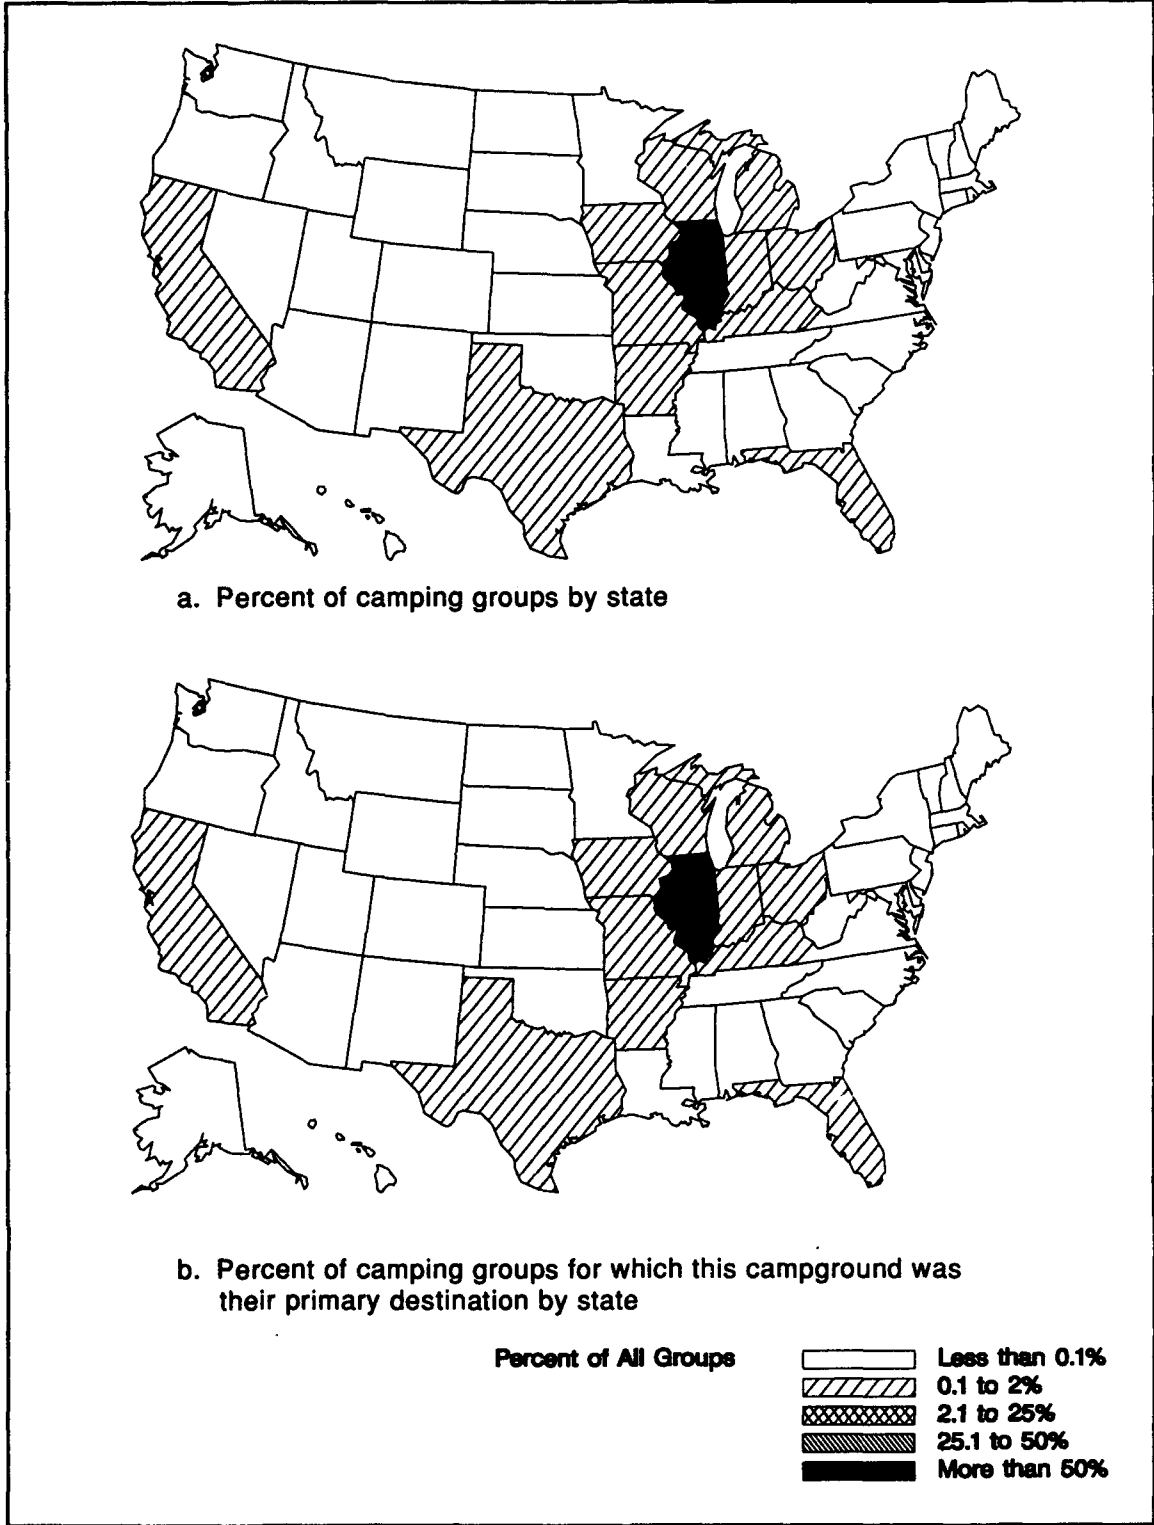 a. Percent of camping groups by state
b. Percent of camping groups for which this campground was
their primary destination by state
Percent of All Groups
Less than 0.1%
0.1 to 2%
2.1 to 25%
25.1 to 50%
More than 50%